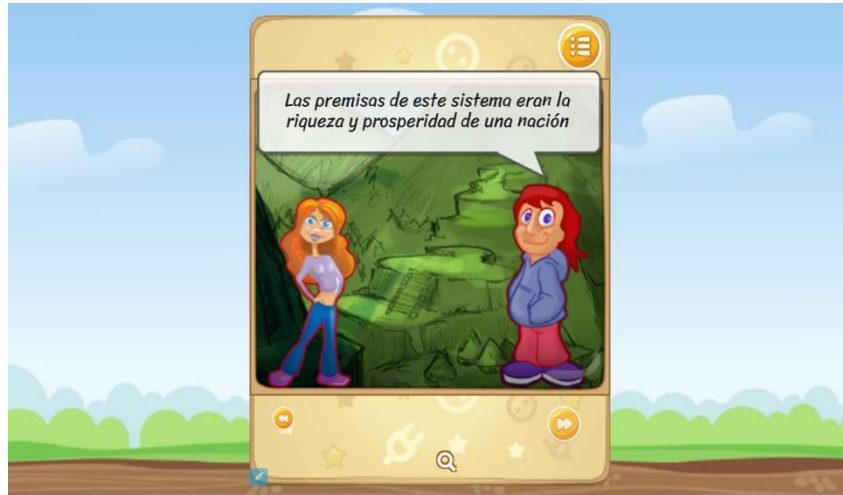 Las premisas de este sistema eran la
riqueza y prosperidad de una nación